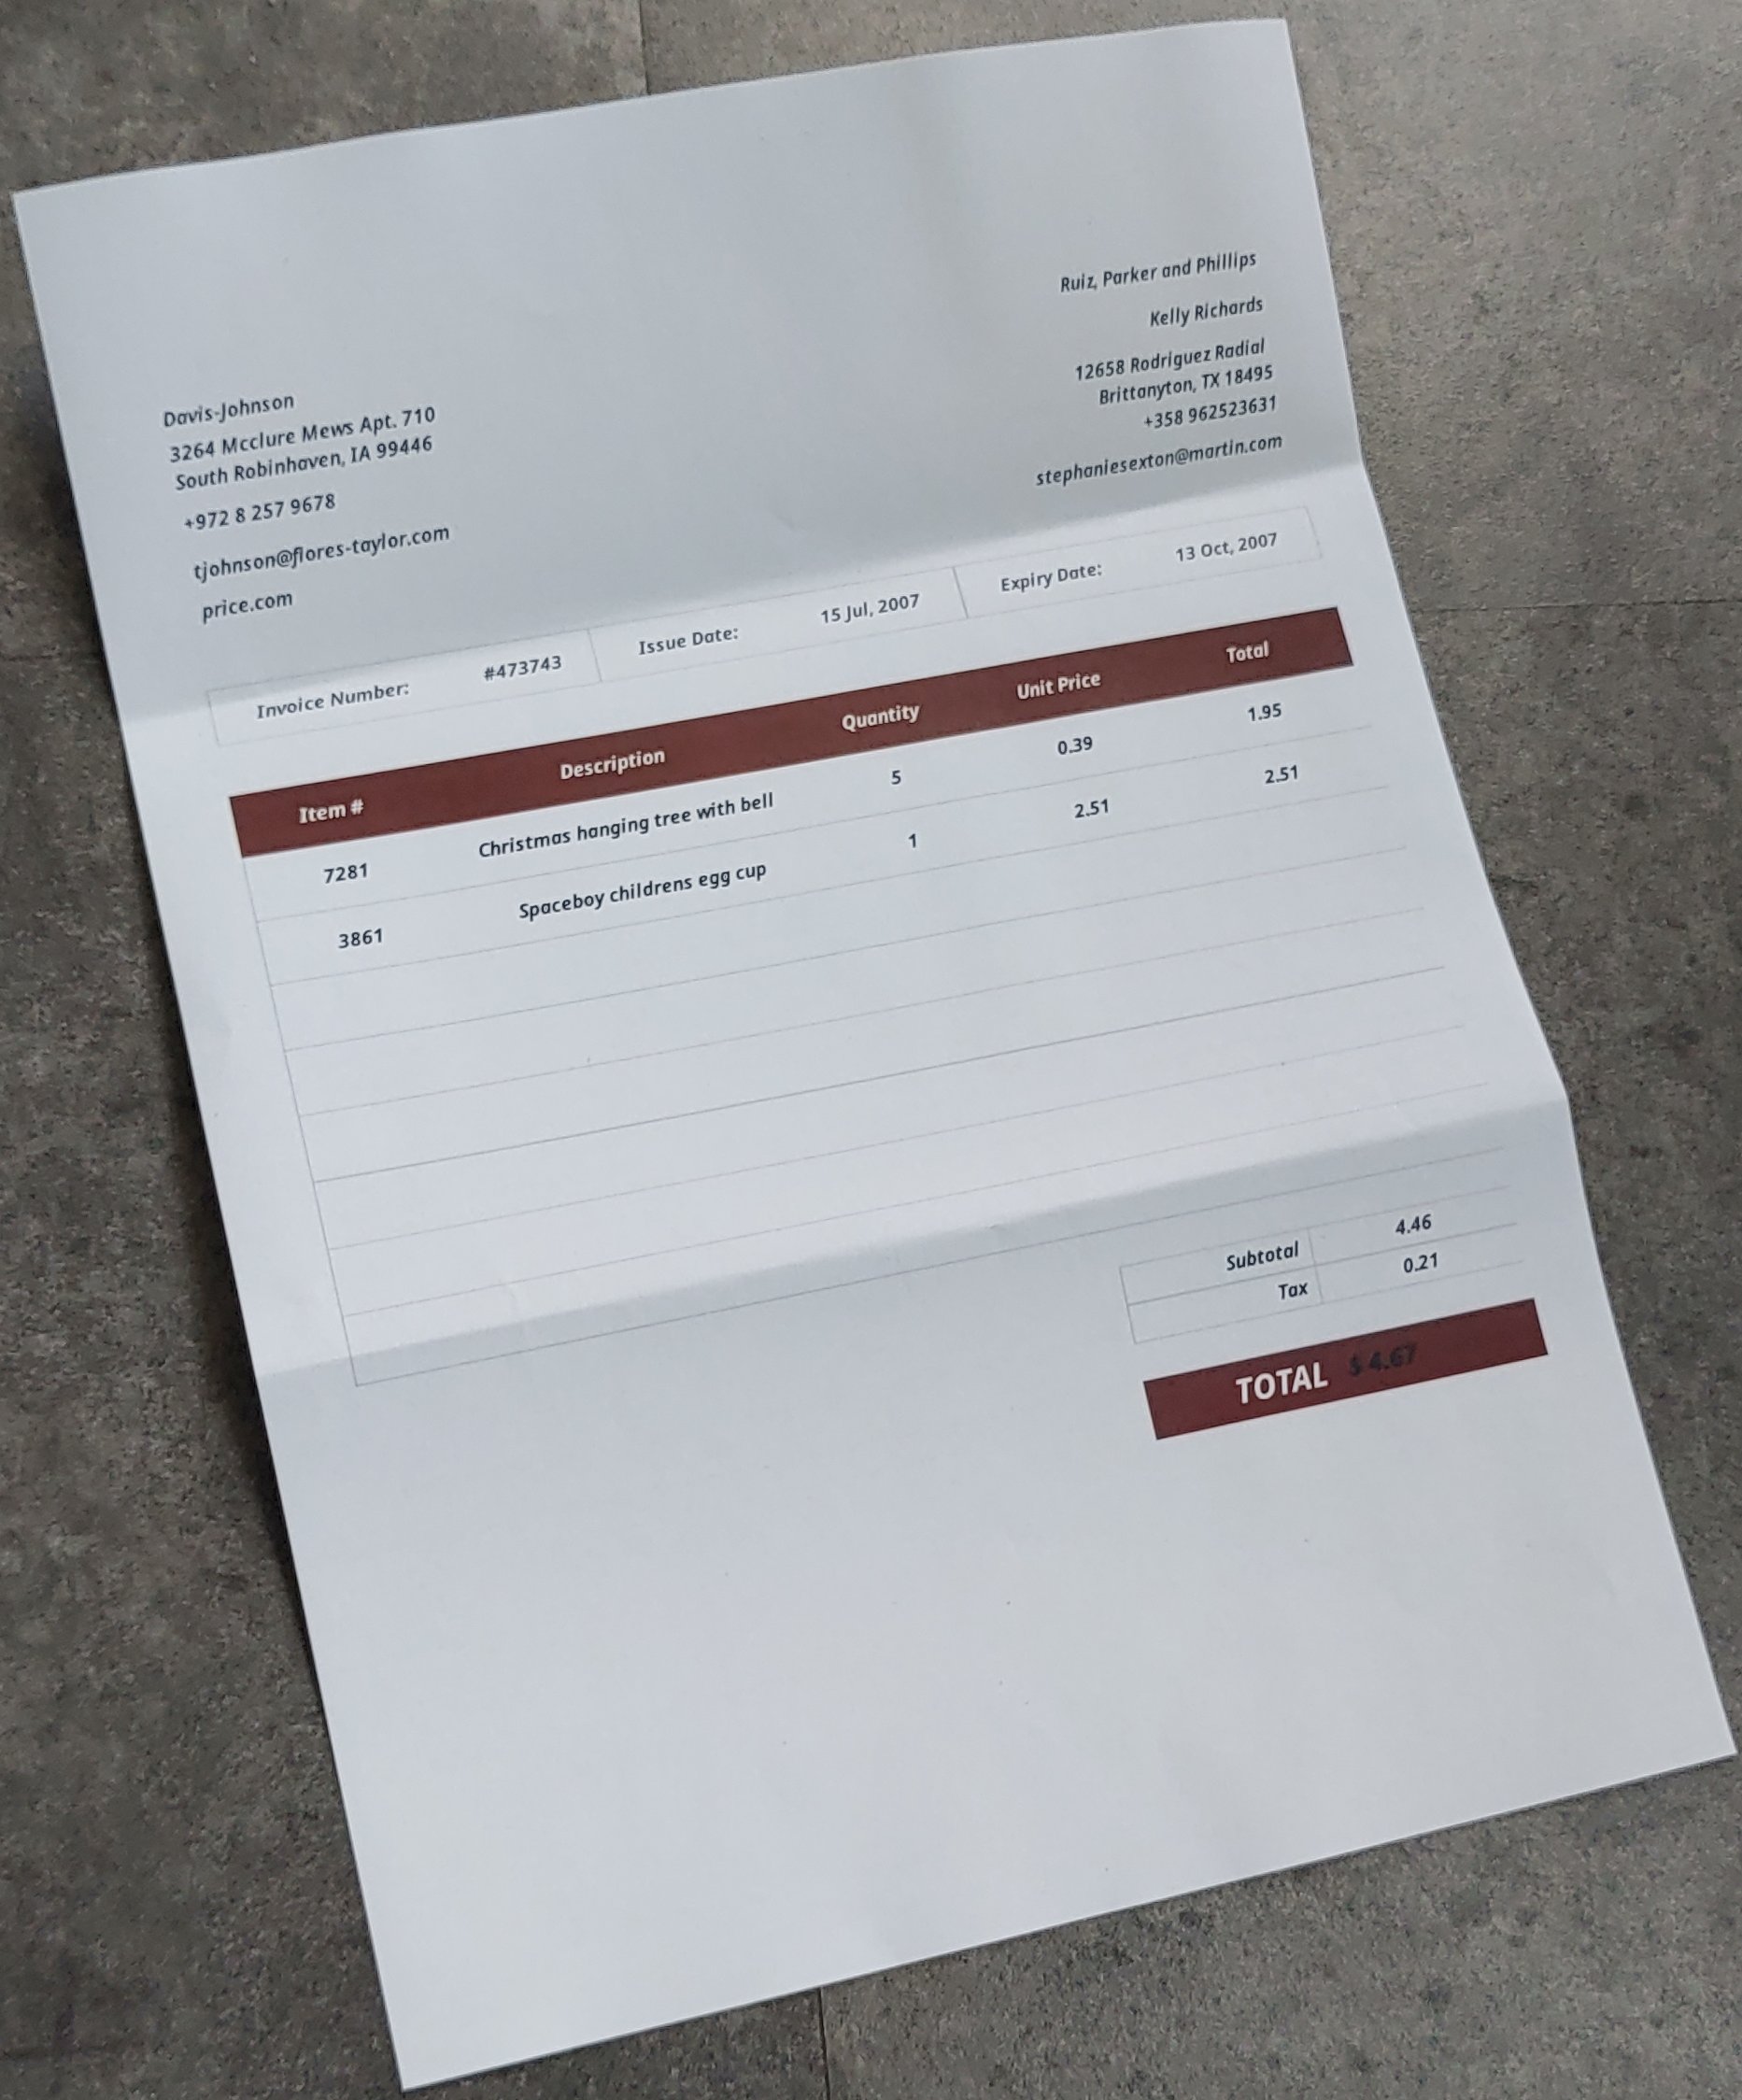 Ruiz, Parker and Phillips
Kelly Richards
12658 Rodriguez Radial
Brittanyton, TX 18495
+358 962523631
stephaniesexton@martin.com
Davis-Johnson
3264 Mcclure Mews Apt. 710
South Robinhaven, IA 99446
+972 8 257 9678
tjohnson@flores-taylor.com
price.com
Invoice Number: #473743 Issue Date: 15 Jul, 2007 Expiry Date: 13 Oct, 2007
Item # Description Quantity Unit Price Total
7281 Christmas hanging tree with bell 5 0.39 1.95
3861 Spaceboy childrens egg cup 1 2.51 2.51
Subtotal 4.46
Tax 0.21
TOTAL $ 4.67